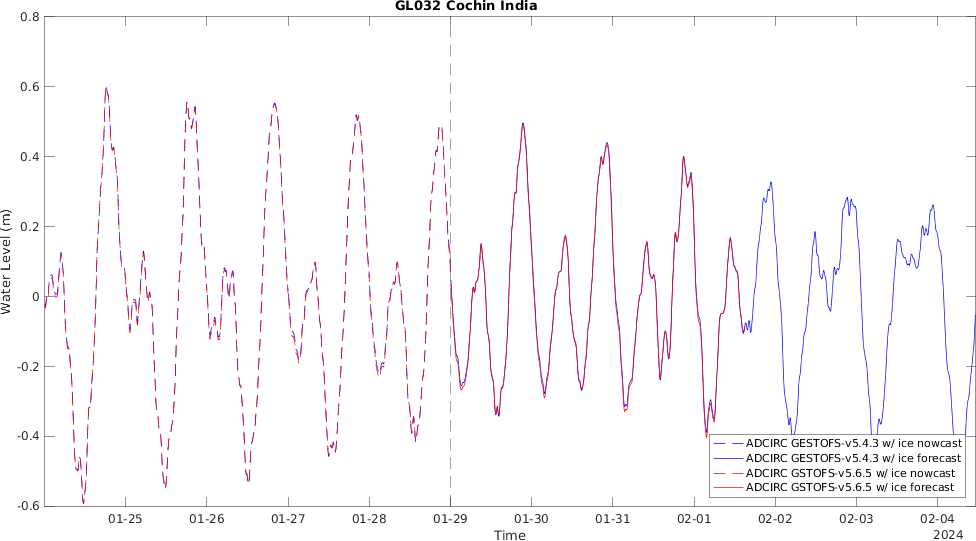 GL032 Cochin India
0.8
0.6
0.4
0.2
0
-0.2
-0.4
-0.6
Water Level (m)
01-25 01-26 01-27 01-28 01-29 01-30 01-31 02-01 02-02 02-03 02-04
Time
2024
ADCIRC GESTOFS-v5.4.3 w/ ice nowcast
ADCIRC GESTOFS-v5.4.3 w/ ice forecast
ADCIRC GSTOFS-v5.6.5 w/ ice nowcast
ADCIRC GSTOFS-v5.6.5 w/ ice forecast